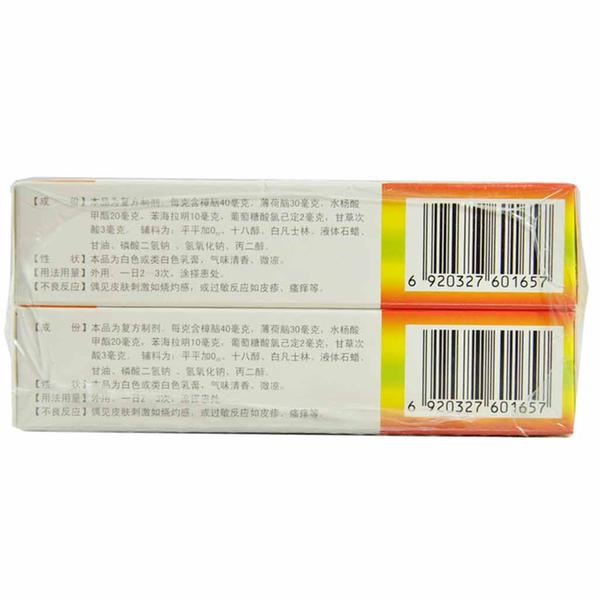 【成 份】本品为复方制剂，每克含樟脑40毫克，薄荷脑30毫克，水杨酸
甲酯20毫克，苯海拉明10毫克，葡萄糖酸氯己定2毫克，甘草次
酸3毫克。 辅料为：平平加O、十八醇、白凡士林、液体石蜡、
甘油、磷酸二氢钠、氢氧化钠、丙二醇。
【性 状】本品为白色或类白色乳膏，气味清香、微凉。
【用法用量】外用，一日2～3次，涂搽患处。
【不良反应】偶见皮肤刺激如烧灼感，或过敏反应如皮疹、瘙痒等。
6 920327 601657
【成 份】本品为复方制剂，每克含樟脑40毫克，薄荷脑30毫克，水杨酸
甲酯20毫克，苯海拉明10毫克，葡萄糖酸氯己定2毫克，甘草次
酸3毫克。 辅料为：平平加O、十八醇、白凡士林、液体石蜡、
甘油、磷酸二氢钠、氢氧化钠、丙二醇。
【性 状】本品为白色或类白色乳膏，气味清香、微凉。
【用法用量】外用，一日2～3次，涂搽患处
【不良反应】偶见皮肤刺激如烧灼感，或过敏反应如皮疹、瘙痒等。
6 920327 601657